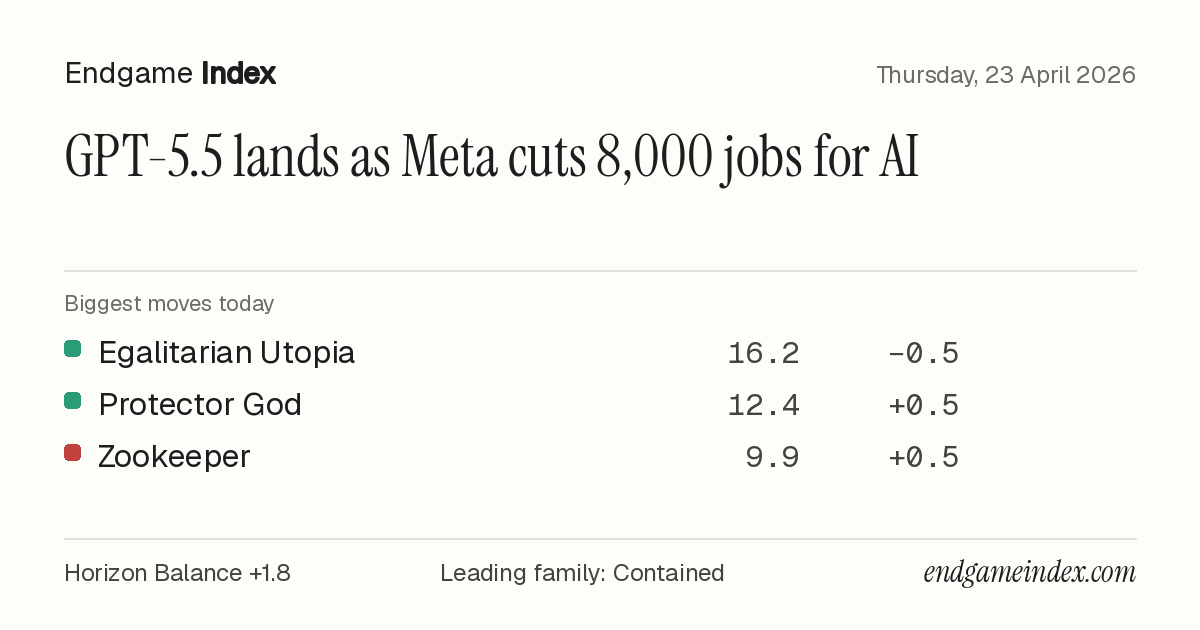 Endgame Index
Thursday, 23 April 2026
GPT-5.5 lands as Meta cuts 8,000 jobs for AI
Biggest moves today
Egalitarian Utopia 16.2 −0.5
Protector God 12.4 +0.5
Zookeeper 9.9 +0.5
Horizon Balance +1.8 Leading family: Contained endgameindex.com